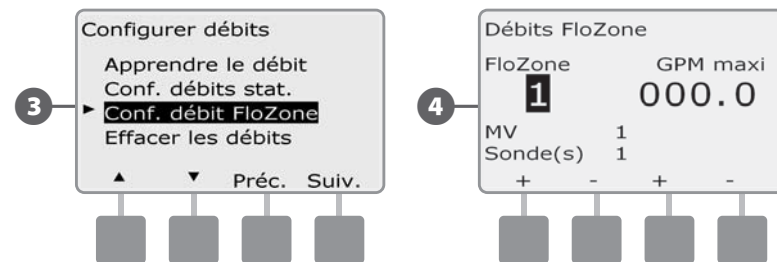 3
Configurer débits
Apprendre le débit
Conf. débits stat.
► Conf. débit FloZone
Effacer les débits
▲ ▼ Préc. Suiv.
4
Débits FloZone
FloZone GPM maxi
1 000.0
MV 1
Sonde(s) 1
+ - + -